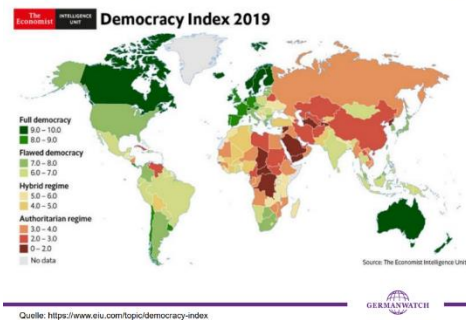 The
Economist
INTELLIGENCE
UNIT
Democracy Index 2019
Full democracy
9.0 – 10.0
8.0 – 9.0
Flawed democracy
7.0 – 8.0
6.0 – 7.0
Hybrid regime
5.0 – 6.0
4.0 – 5.0
Authoritarian regime
3.0 – 4.0
2.0 – 3.0
0 – 2.0
No data
Source: The Economist Intelligence Unit
GERMANWATCH
Quelle: https://www.eiu.com/topic/democracy-index